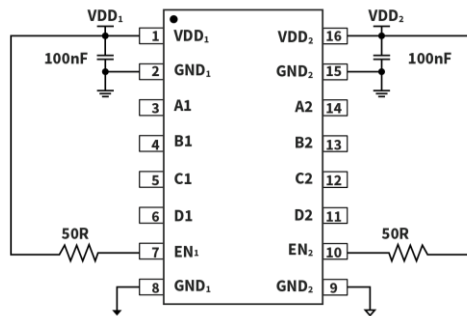 VDD₁ VDD₂
1 VDD₁ VDD₂ 16
100nF 100nF
2 GND₁ GND₂ 15
3 A1 A2 14
4 B1 B2 13
5 C1 C2 12
6 D1 D2 11
50R 50R
7 EN₁ EN₂ 10
8 GND₁ GND₂ 9